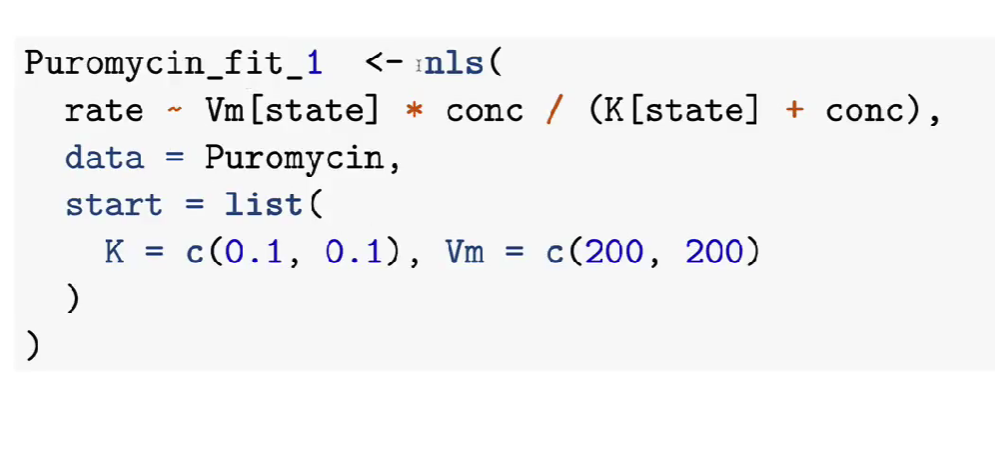 Puromycin_fit_1  <- nls(
  rate ~ Vm[state] * conc / (K[state] + conc),
  data = Puromycin,
  start = list(
    K = c(0.1, 0.1), Vm = c(200, 200)
  )
)